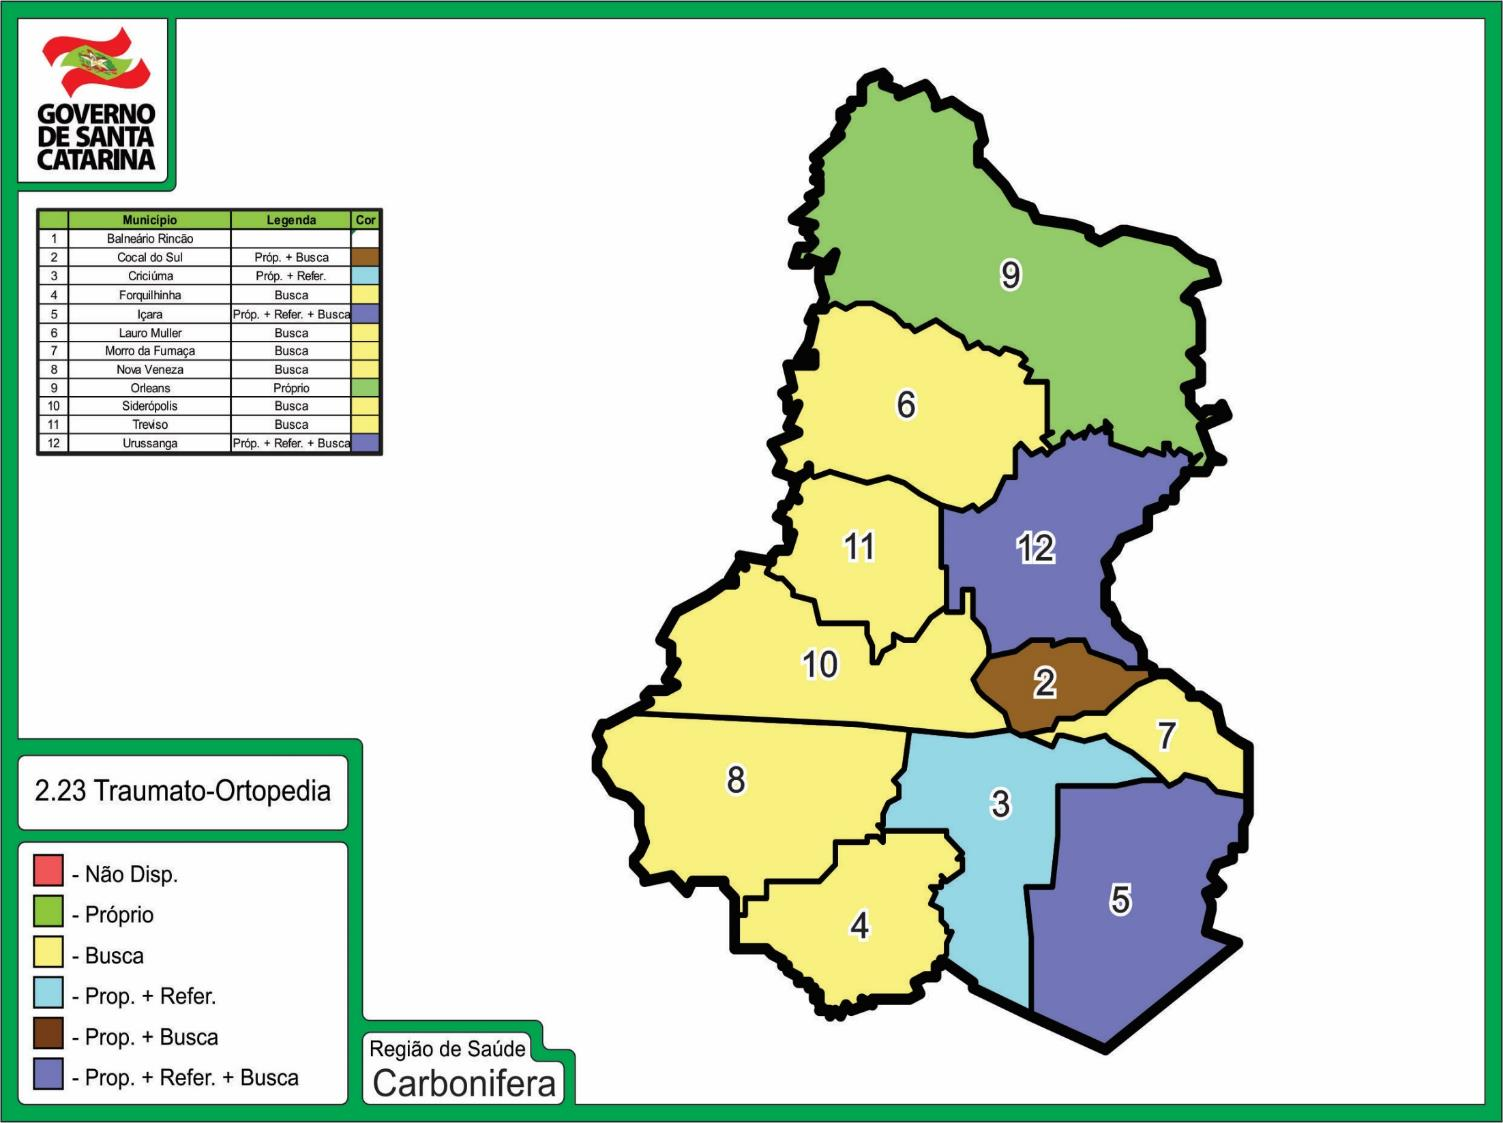 GOVERNO
DE SANTA
CATARINA
Município Legenda Cor
1 Balneário Rincão
2 Cocal do Sul Próp. + Busca
3 Criciúma Próp. + Refer.
4 Forquilhinha Busca
5 Içara Próp. + Refer. + Busca
6 Lauro Muller Busca
7 Morro da Fumaça Busca
8 Nova Veneza Busca
9 Orleans Próprio
10 Siderópolis Busca
11 Treviso Busca
12 Urussanga Próp. + Refer. + Busca
9
6
11
12
10
2
7
8
3
5
4
2.23 Traumato-Ortopedia
- Não Disp.
- Próprio
- Busca
- Prop. + Refer.
- Prop. + Busca
- Prop. + Refer. + Busca
Região de Saúde
Carbonifera